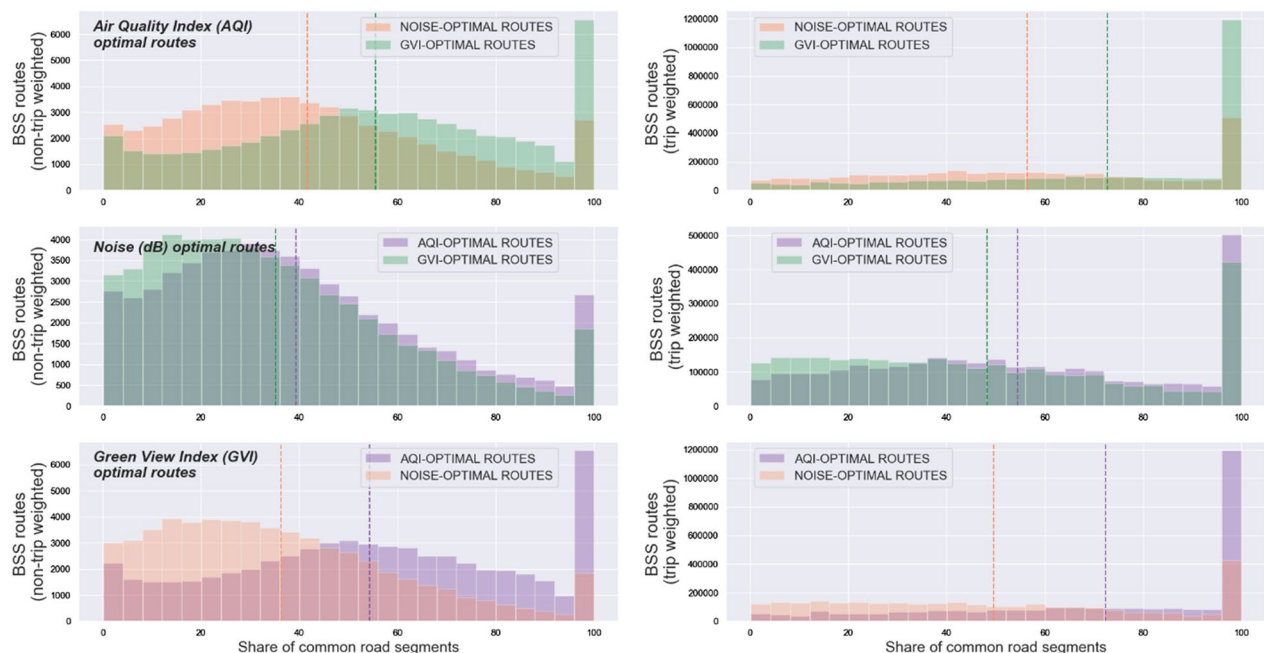 Air Quality Index (AQI)
optimal routes
NOISE-OPTIMAL ROUTES
GVI-OPTIMAL ROUTES
BSS routes
(non-trip weighted)
6000
5000
4000
3000
2000
1000
0
0 20 40 60 80 100
NOISE-OPTIMAL ROUTES
GVI-OPTIMAL ROUTES
BSS routes
(trip weighted)
1200000
1000000
800000
600000
400000
200000
0
0 20 40 60 80 100
Noise (dB) optimal routes
AQI-OPTIMAL ROUTES
GVI-OPTIMAL ROUTES
BSS routes
(non-trip weighted)
4000
3500
3000
2500
2000
1500
1000
500
0
0 20 40 60 80 100
AQI-OPTIMAL ROUTES
GVI-OPTIMAL ROUTES
BSS routes
(trip weighted)
500000
400000
300000
200000
100000
0
0 20 40 60 80 100
Green View Index (GVI)
optimal routes
AQI-OPTIMAL ROUTES
NOISE-OPTIMAL ROUTES
BSS routes
(non-trip weighted)
6000
5000
4000
3000
2000
1000
0
0 20 40 60 80 100
Share of common road segments
AQI-OPTIMAL ROUTES
NOISE-OPTIMAL ROUTES
BSS routes
(trip weighted)
1200000
1000000
800000
600000
400000
200000
0
0 20 40 60 80 100
Share of common road segments